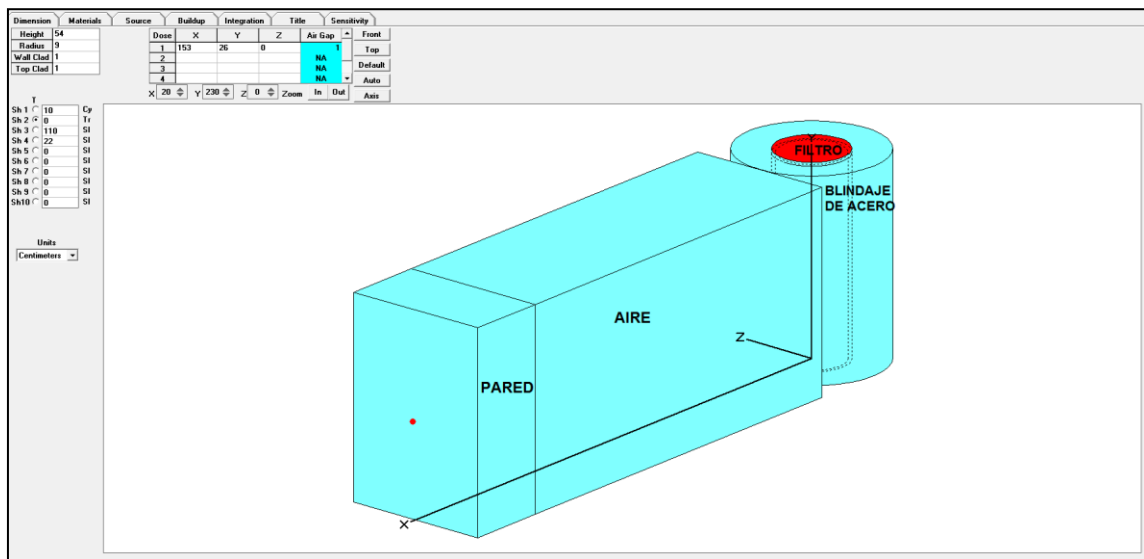 Dimension Materials Source Buildup Integration Title Sensitivity
Height 54
Radius 9
Wall Clad 1
Top Clad 1
Dose X Y Z Air Gap
1 153 26 0 1
2 NA
3 NA
4 NA
Front
Top
Default
Auto
Axis
X 20 Y 230 Z 0 Zoom In Out
T
Sh 1 10 Cy
Sh 2 0 Tr
Sh 3 110 Sl
Sh 4 22 Sl
Sh 5 0 Sl
Sh 6 0 Sl
Sh 7 0 Sl
Sh 8 0 Sl
Sh 9 0 Sl
Sh10 0 Sl
Units
Centimeters
Y
FILTRO
BLINDAJE
DE ACERO
AIRE
Z
PARED
X